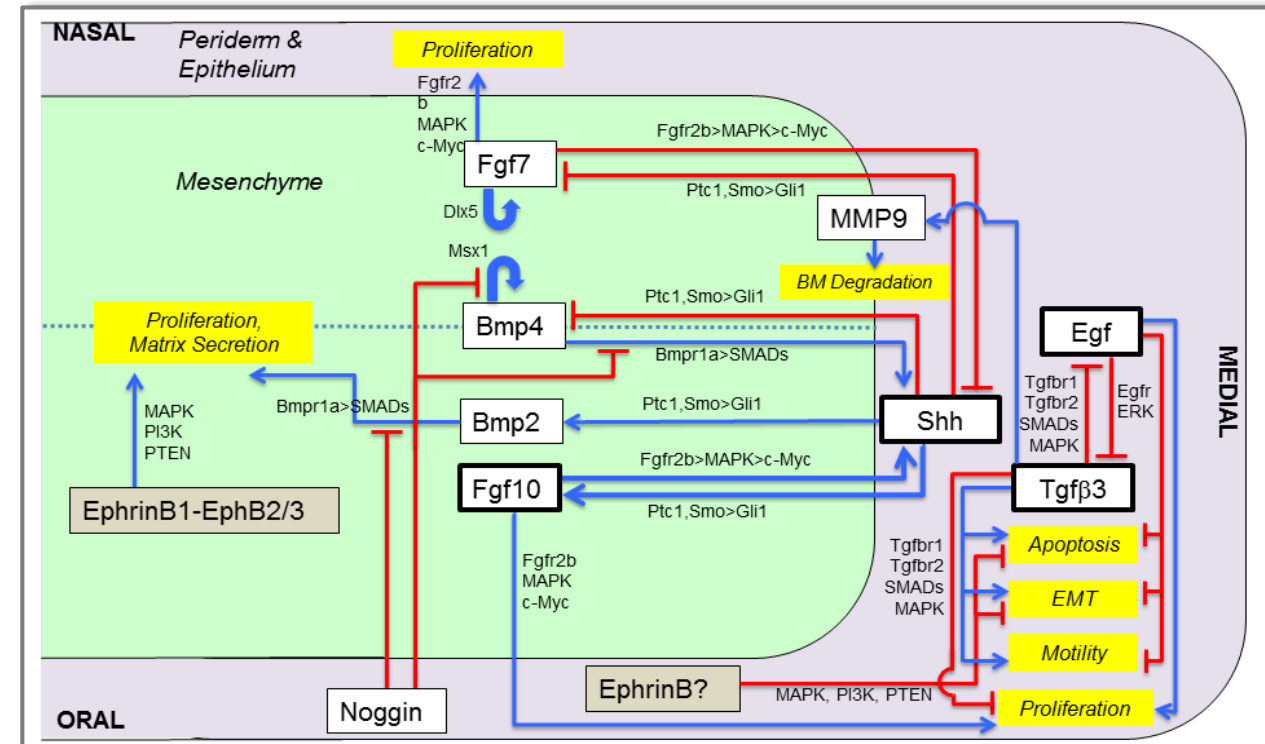 NASAL
Periderm &
Epithelium
Proliferation
Fgfr2
b
MAPK
c-Myc
Fgfr2b>MAPK>c-Myc
Fgf7
Mesenchyme
Ptc1,Smo>Gli1
Dlx5
MMP9
Msx1
BM Degradation
Ptc1,Smo>Gli1
Proliferation,
Matrix Secretion
Bmp4
Egf
Bmpr1a>SMADs
MEDIAL
Tgfbr1
Tgfbr2
SMADs
MAPK
Egfr
ERK
MAPK
PI3K
PTEN
Bmpr1a>SMADs
Ptc1,Smo>Gli1
Bmp2
Shh
Fgfr2b>MAPK>c-Myc
Fgf10
Tgfβ3
EphrinB1-EphB2/3
Ptc1,Smo>Gli1
Tgfbr1
Tgfbr2
SMADs
MAPK
Apoptosis
Fgfr2b
MAPK
c-Myc
EMT
Motility
EphrinB?
MAPK, PI3K, PTEN
Noggin
Proliferation
ORAL